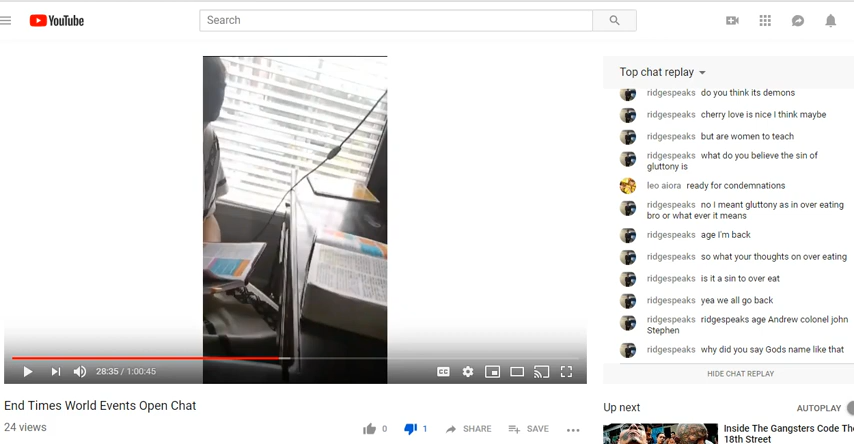 YouTube
Search
Top chat replay
ridgespeaks do you think its demons
ridgespeaks cherry love is nice I think maybe
ridgespeaks but are women to teach
ridgespeaks what do you believe the sin of
gluttony is
leo aiora ready for condemnations
ridgespeaks no I meant gluttony as in over eating
bro or what ever it means
ridgespeaks age I'm back
ridgespeaks so what your thoughts on over eating
ridgespeaks is it a sin to over eat
ridgespeaks yea we all go back
ridgespeaks ridgespeaks age Andrew colonel john
Stephen
ridgespeaks why did you say Gods name like that
HIDE CHAT REPLAY
28:35 / 1:00:45
CC
End Times World Events Open Chat
24 views
0
1
SHARE
SAVE
Up next
AUTOPLAY
Inside The Gangsters Code The
18th Street